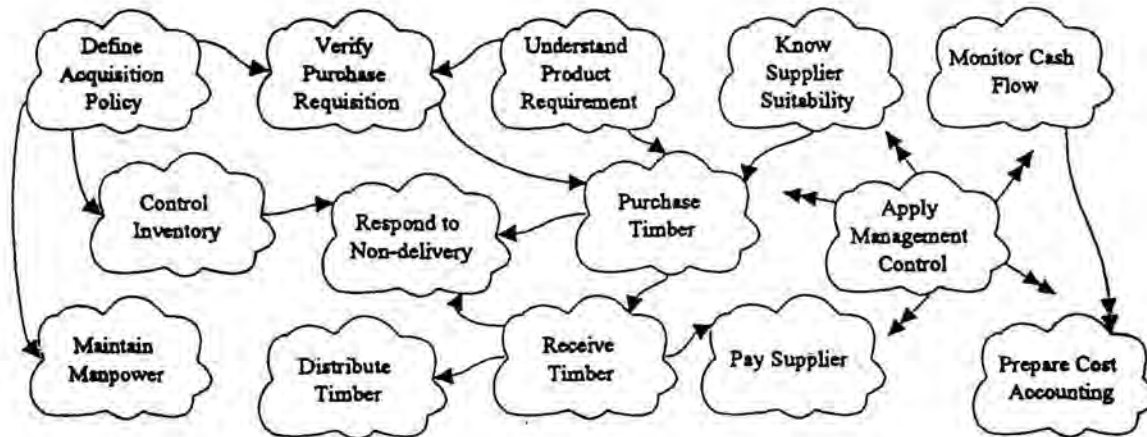 Define
Acquisition
Policy
Verify
Purchase
Requisition
Understand
Product
Requirement
Know
Supplier
Suitability
Monitor Cash
Flow
Control
Inventory
Respond to
Non-delivery
Purchase
Timber
Apply
Management
Control
Maintain
Manpower
Distribute
Timber
Receive
Timber
Pay Supplier
Prepare Cost
Accounting